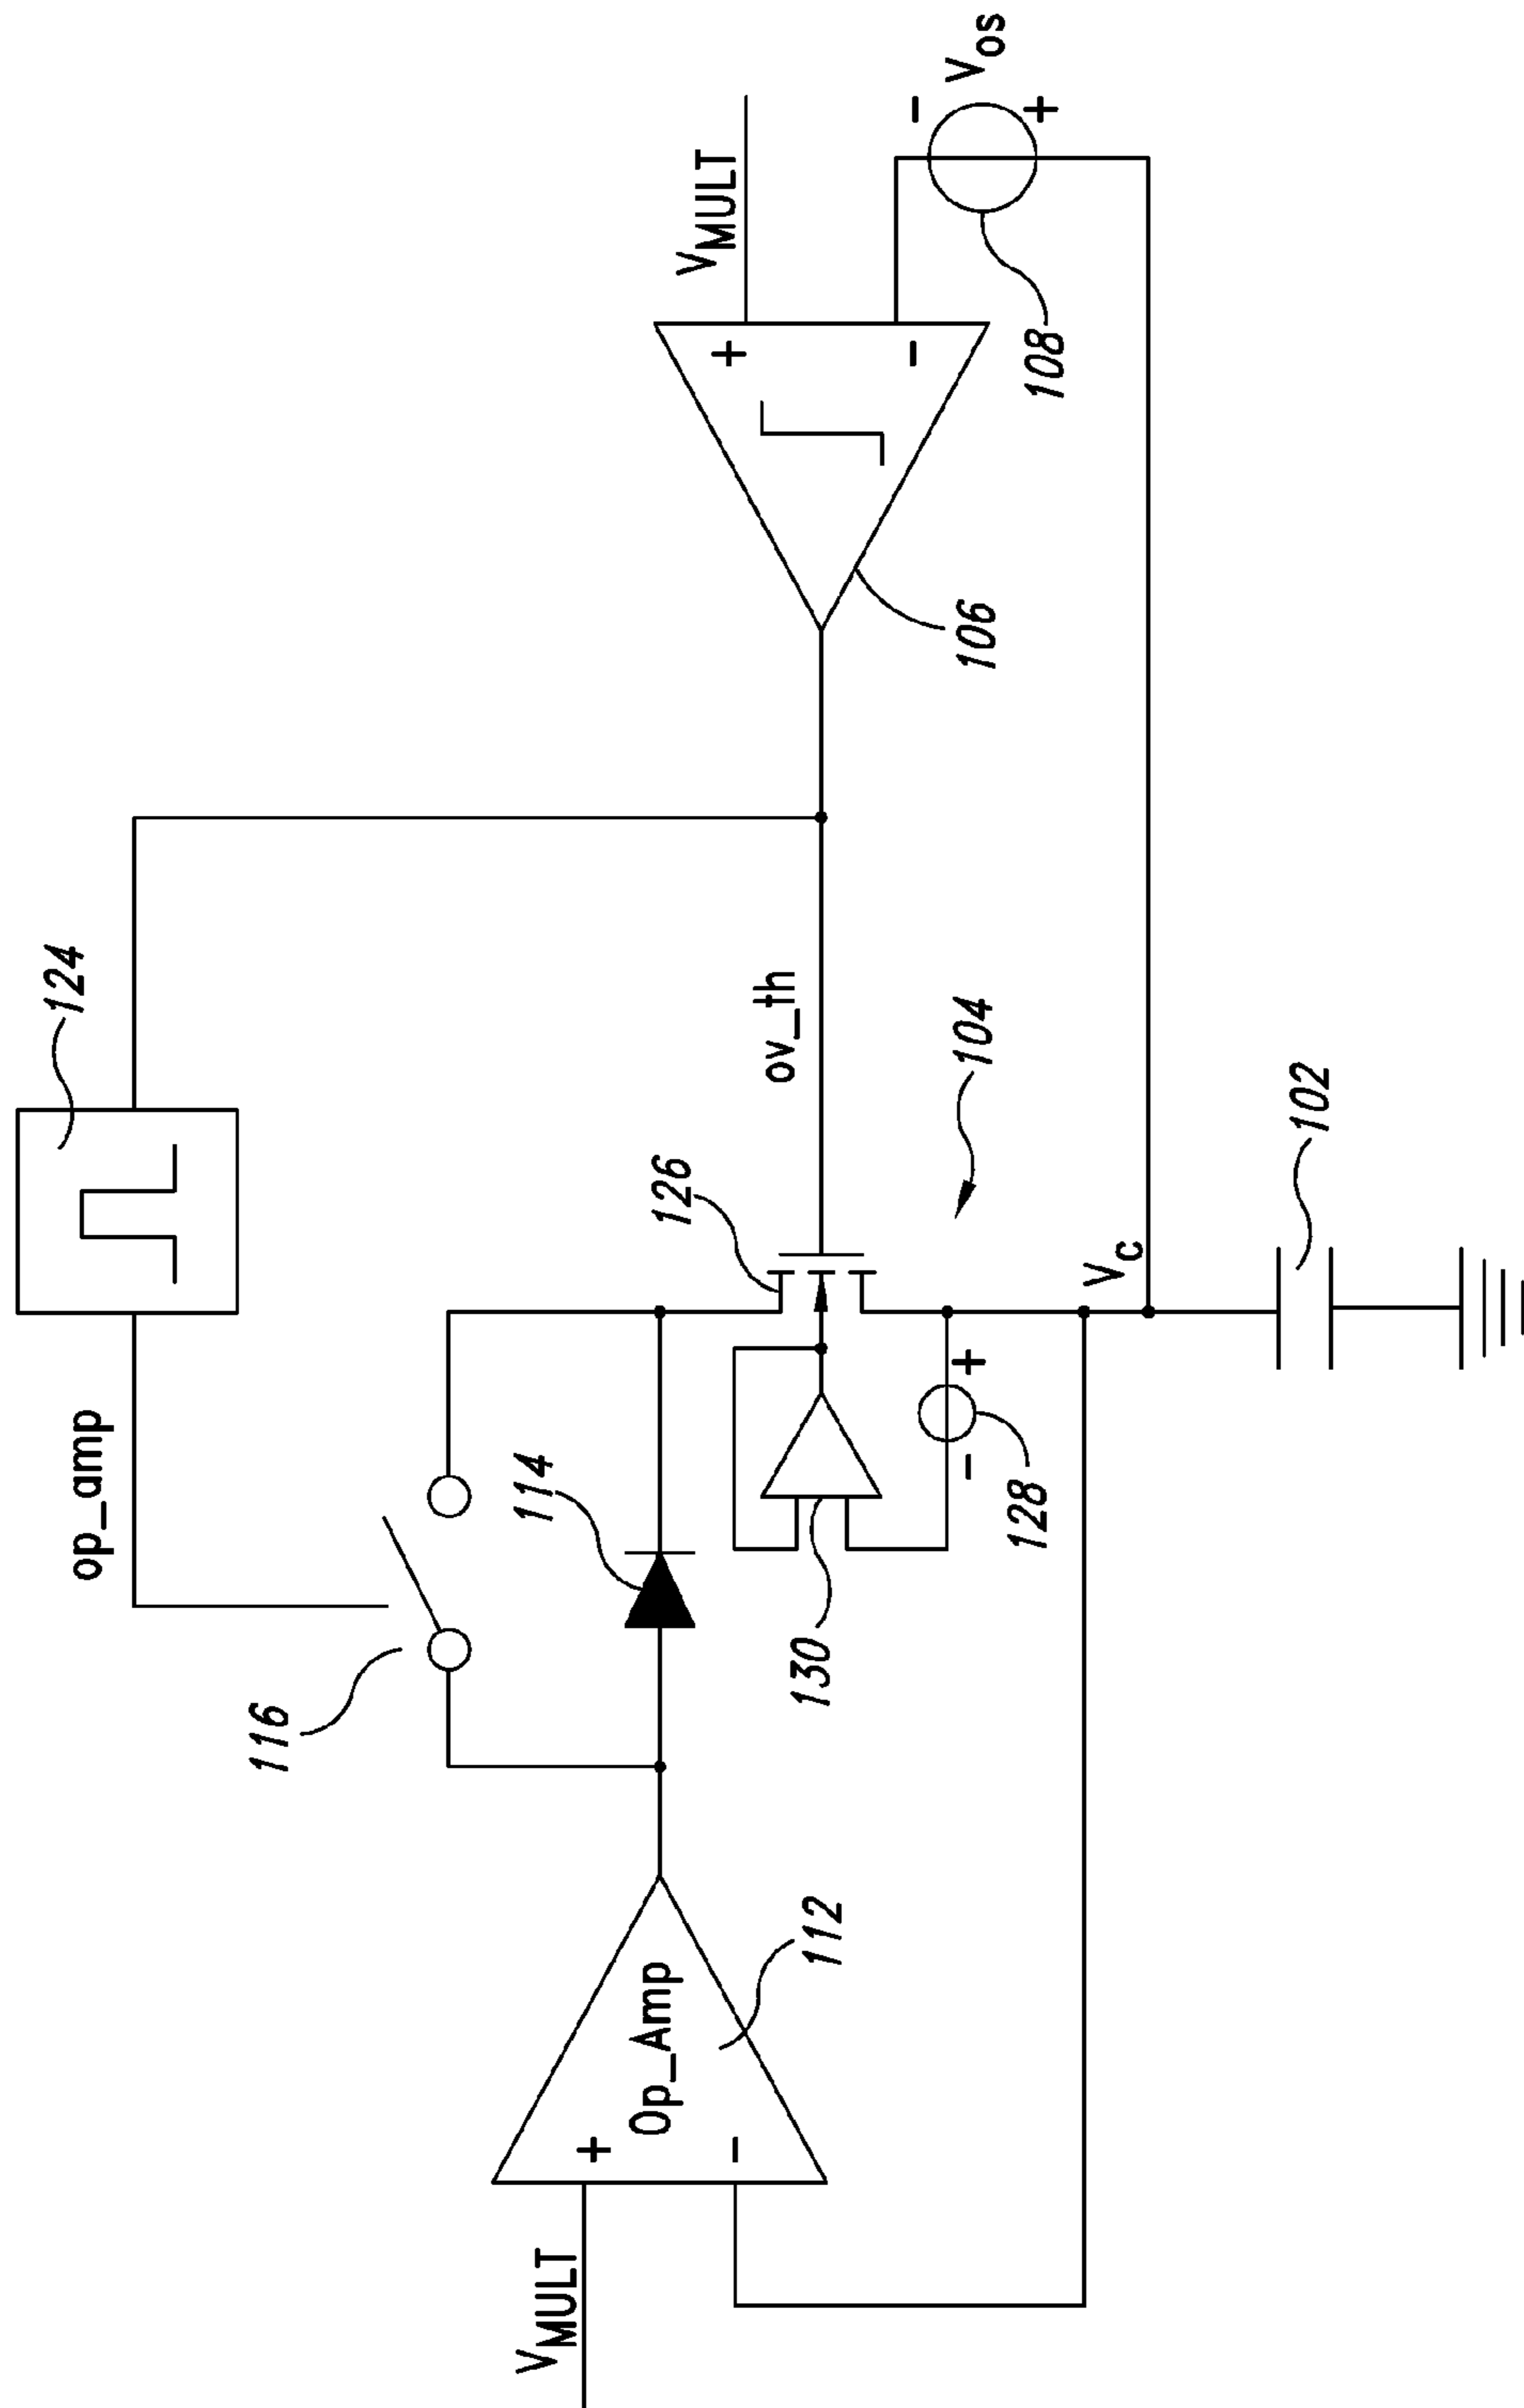 124
op_amp
116
V_MULT
+
-
Op_Amp
112
114
126
ov_th
130
-
+
128
104
V_C
102
106
+
-
V_MULT
-
+
V_os
108